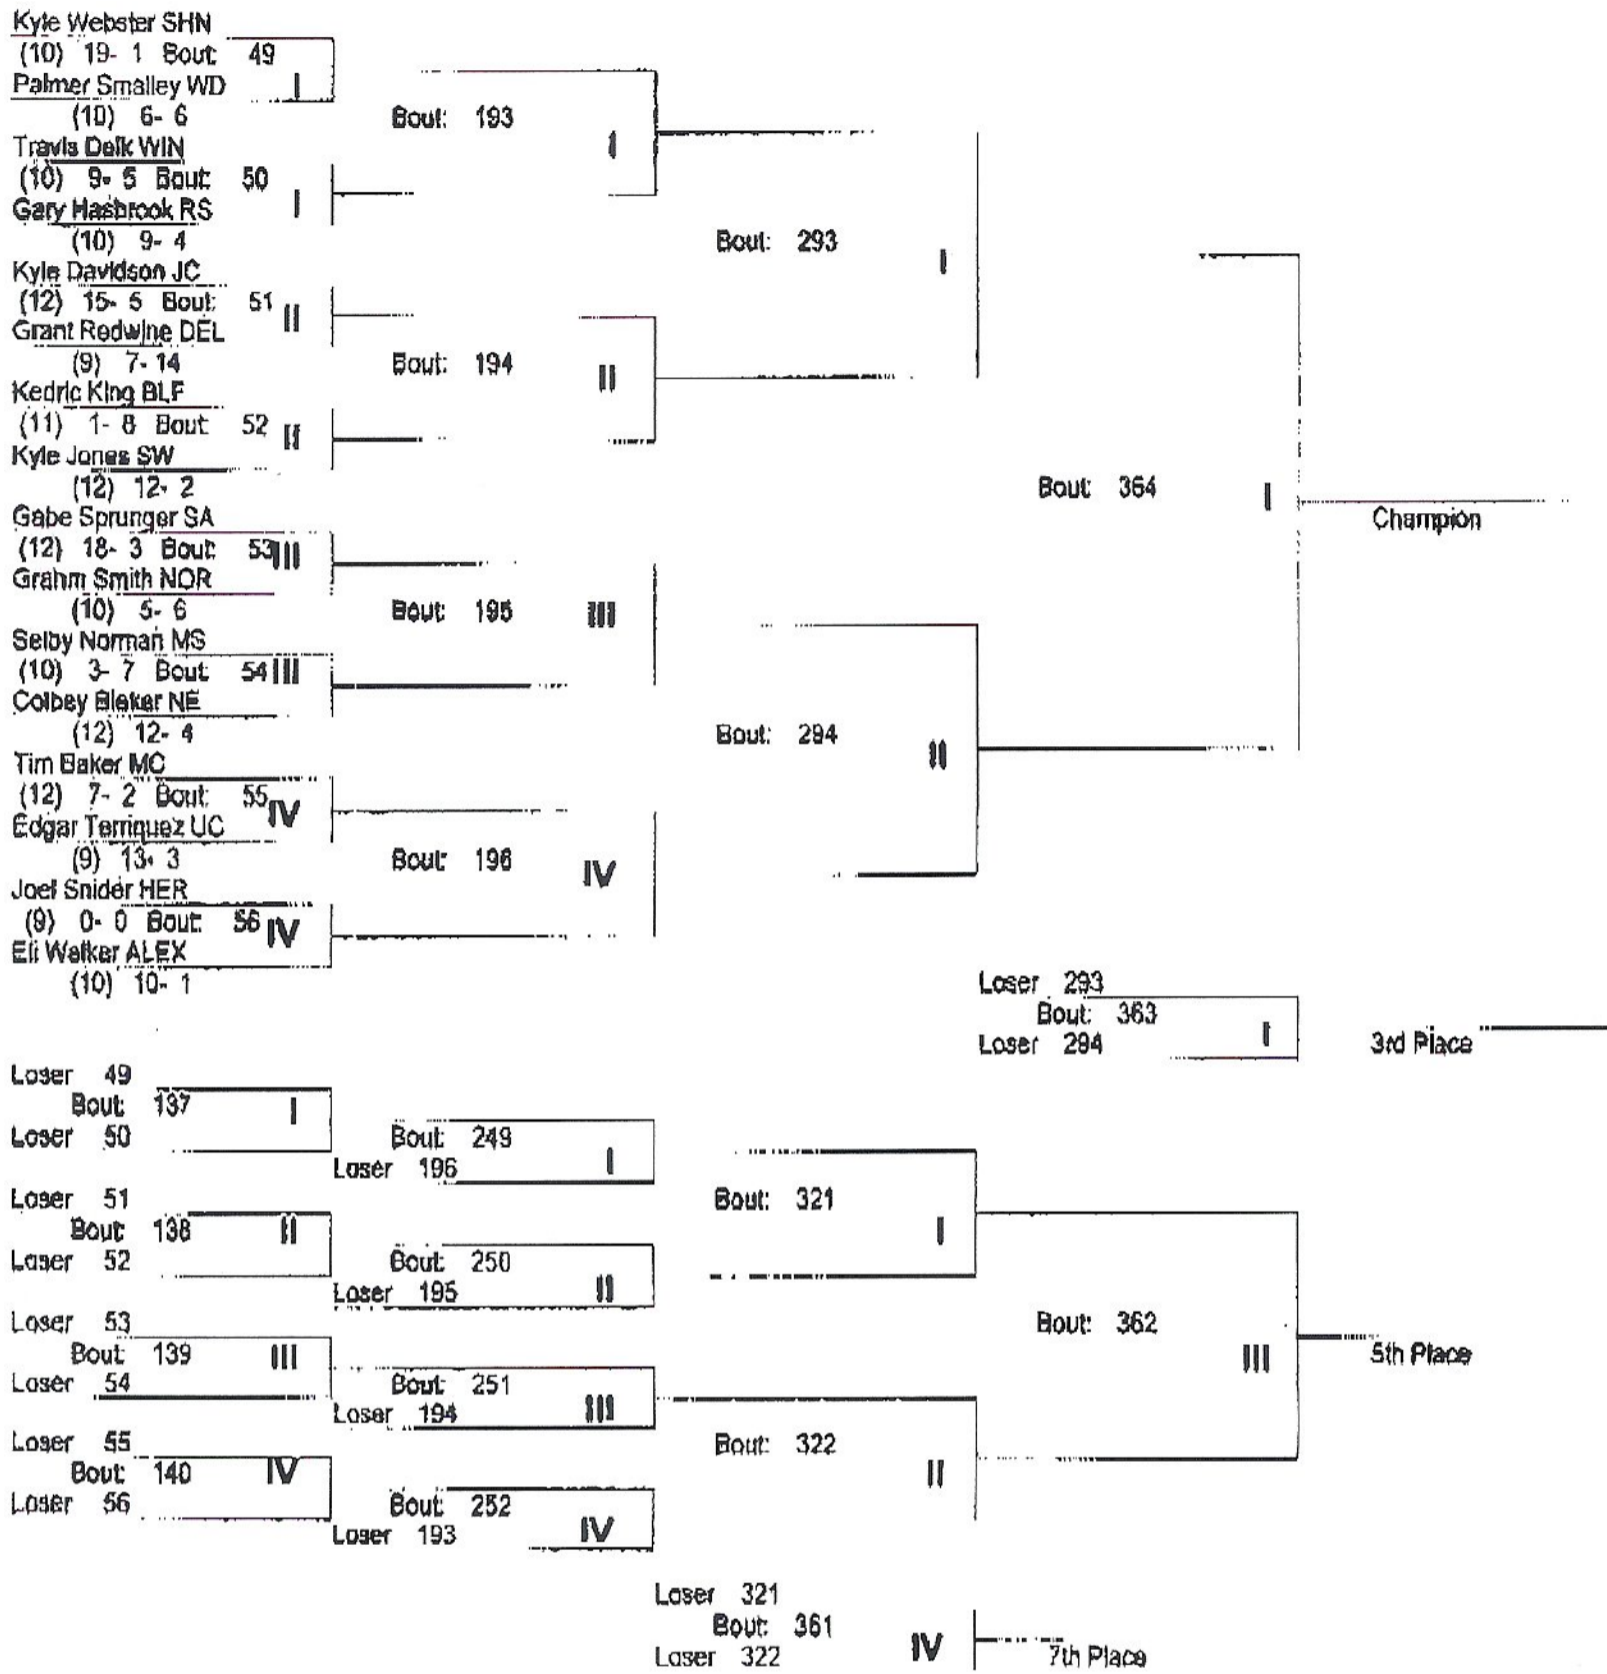 Kyle Webster SHN
(10) 19- 1 Bout: 49
I
Palmer Smalley WD
(10) 6- 6
Bout: 193
I
Travis Delk WIN
(10) 9- 5 Bout: 50
I
Gary Hasbrook RS
(10) 9- 4
Bout: 293
I
Kyle Davidson JC
(12) 15- 5 Bout: 51
II
Grant Redwine DEL
(9) 7- 14
Bout: 194
II
Kedric King BLF
(11) 1- 8 Bout: 52
II
Kyle Jones SW
(12) 12- 2
Bout: 364
I
Champion
Gabe Sprunger SA
(12) 18- 3 Bout: 53
III
Grahm Smith NOR
(10) 5- 6
Bout: 195
III
Selby Norman MS
(10) 3- 7 Bout: 54
III
Colbey Bleker NE
(12) 12- 4
Bout: 294
II
Tim Baker MC
(12) 7- 2 Bout: 55
IV
Edgar Terriquez UC
(9) 13- 3
Bout: 196
IV
Joel Snider HER
(9) 0- 0 Bout: 56
IV
Eli Walker ALEX
(10) 10- 1
Loser 293
Bout: 363
I
Loser 294
3rd Place
Loser 49
Bout: 137
I
Loser 50
Bout: 249
I
Loser 196
Loser 51
Bout: 138
II
Loser 52
Bout: 321
I
Bout: 250
II
Loser 195
Loser 53
Bout: 139
III
Loser 54
Bout: 362
III
5th Place
Bout: 251
III
Loser 194
Loser 55
Bout: 140
IV
Loser 56
Bout: 322
II
Bout: 252
IV
Loser 193
Loser 321
Bout: 361
IV
Loser 322
7th Place